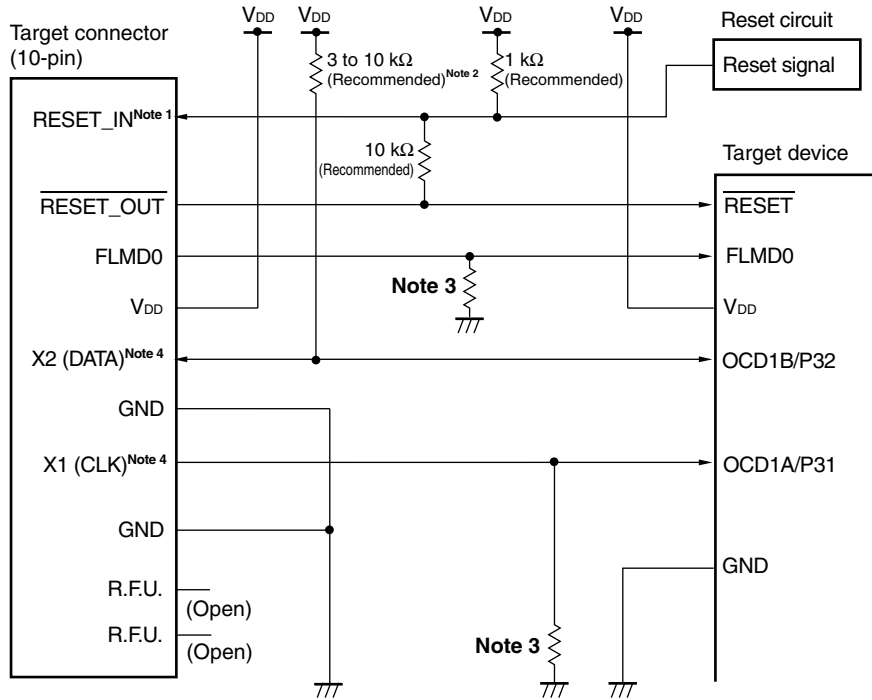 VDD
VDD
VDD
VDD
Reset circuit
Target connector
(10-pin)
3 to 10 kΩ
(Recommended)Note 2
1 kΩ
(Recommended)
Reset signal
RESET_INNote 1
10 kΩ
(Recommended)
Target device
RESET_OUT
RESET
FLMD0
FLMD0
Note 3
VDD
VDD
X2 (DATA)Note 4
OCD1B/P32
GND
X1 (CLK)Note 4
OCD1A/P31
GND
GND
R.F.U.
(Open)
R.F.U.
(Open)
Note 3